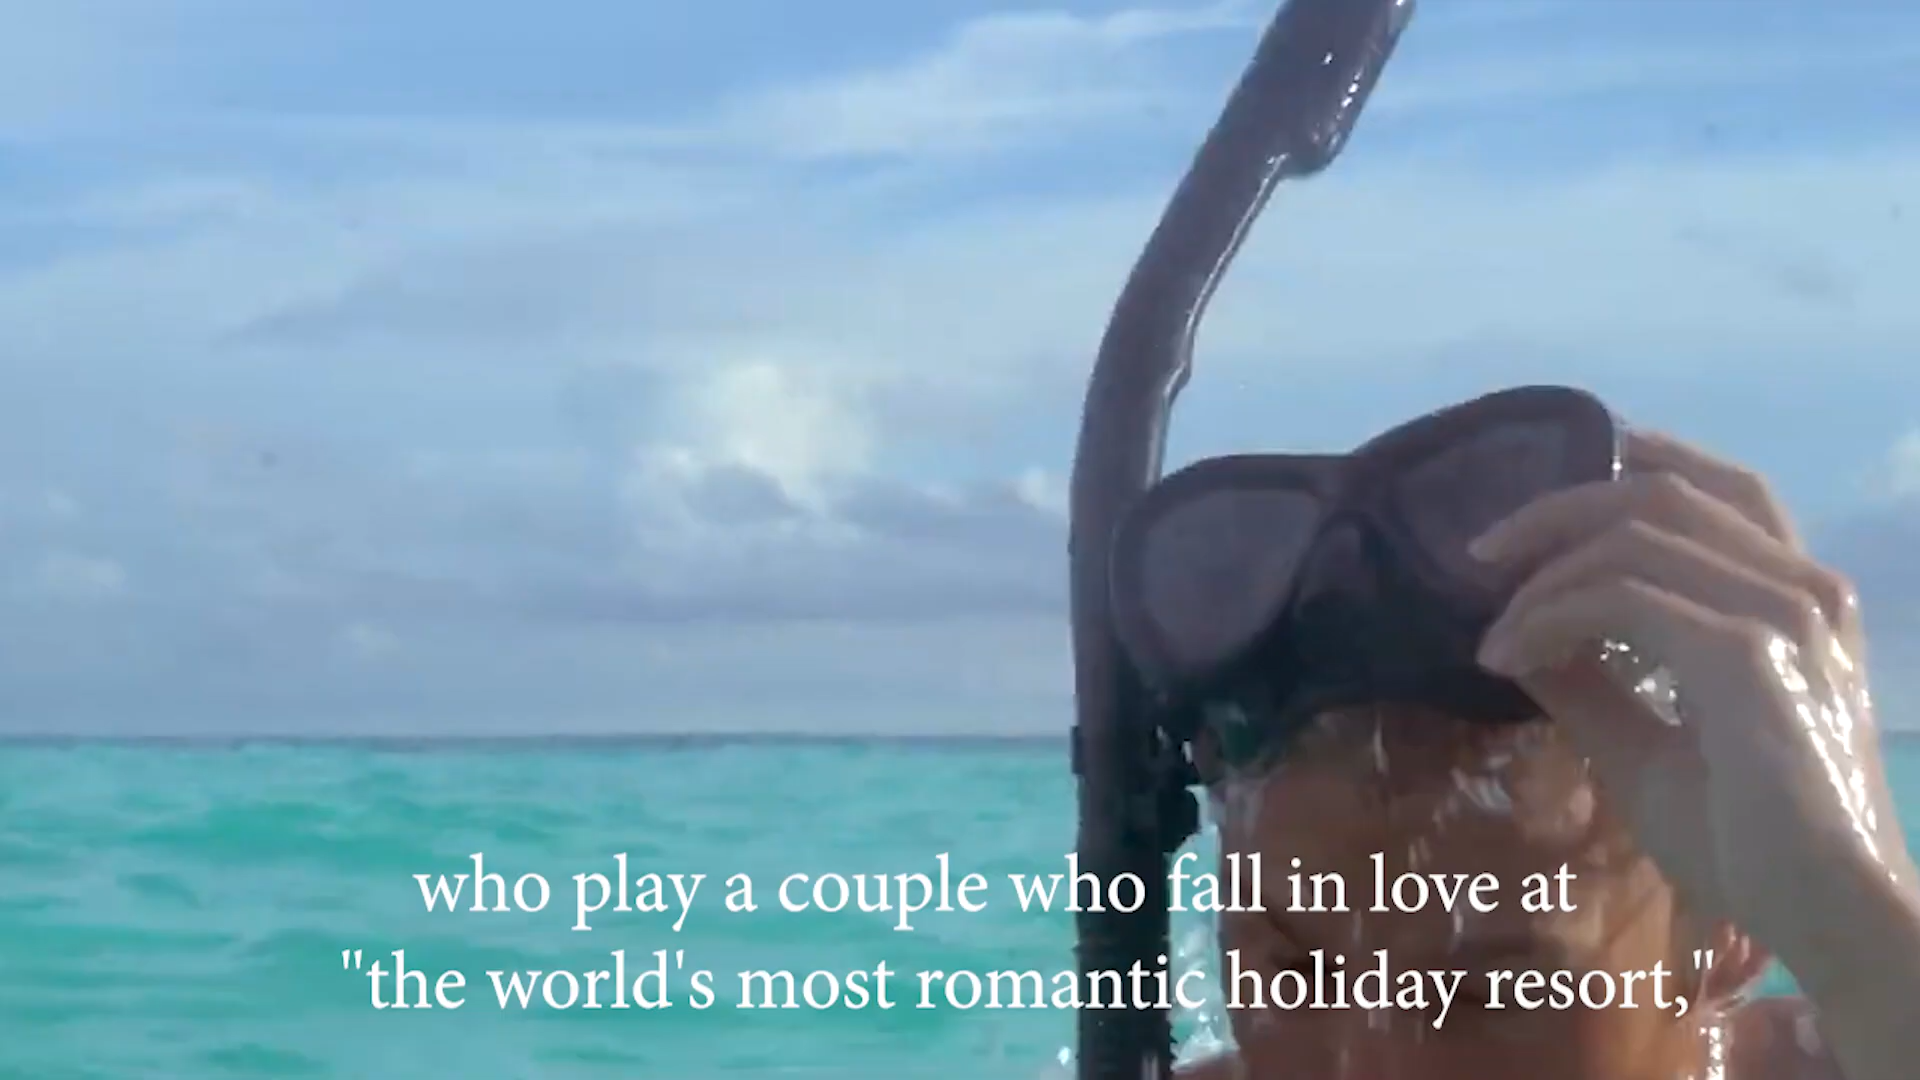 who play a couple who fall in love at
"the world's most romantic holiday resort,"